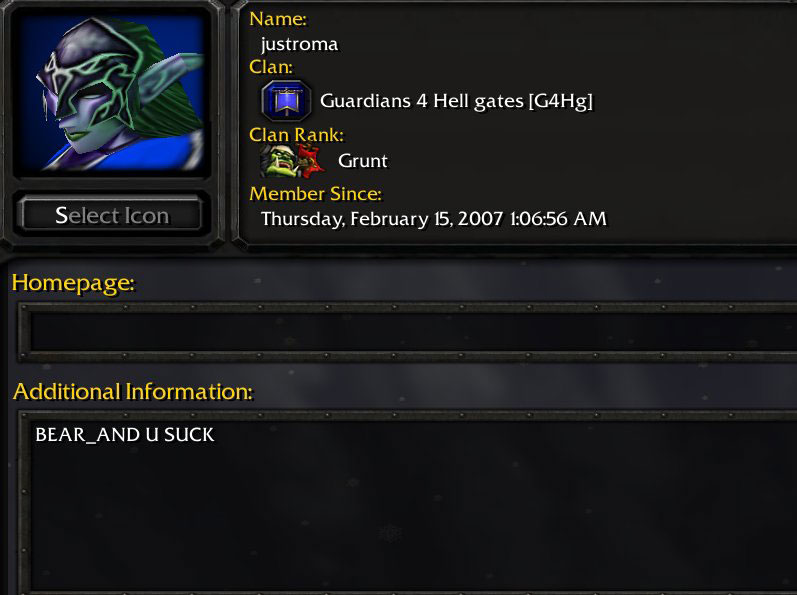 Name:
justroma
Clan:
Guardians 4 Hell gates [G4Hg]
Clan Rank:
Grunt
Member Since:
Thursday, February 15, 2007 1:06:56 AM
Select Icon
Homepage:
Additional Information:
BEAR_AND U SUCK